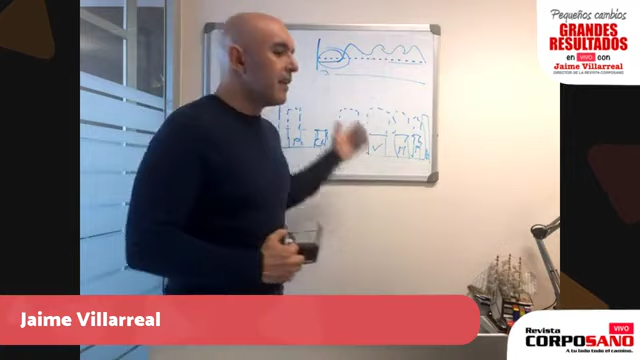 Pequeños cambios
GRANDES
RESULTADOS
en VIVO con
Jaime Villarreal
DIRECTOR DE LA REVISTA CORPOSANO
Jaime Villarreal
Revista
VIVO
CORPOSANO
A tu lado todo el camino.